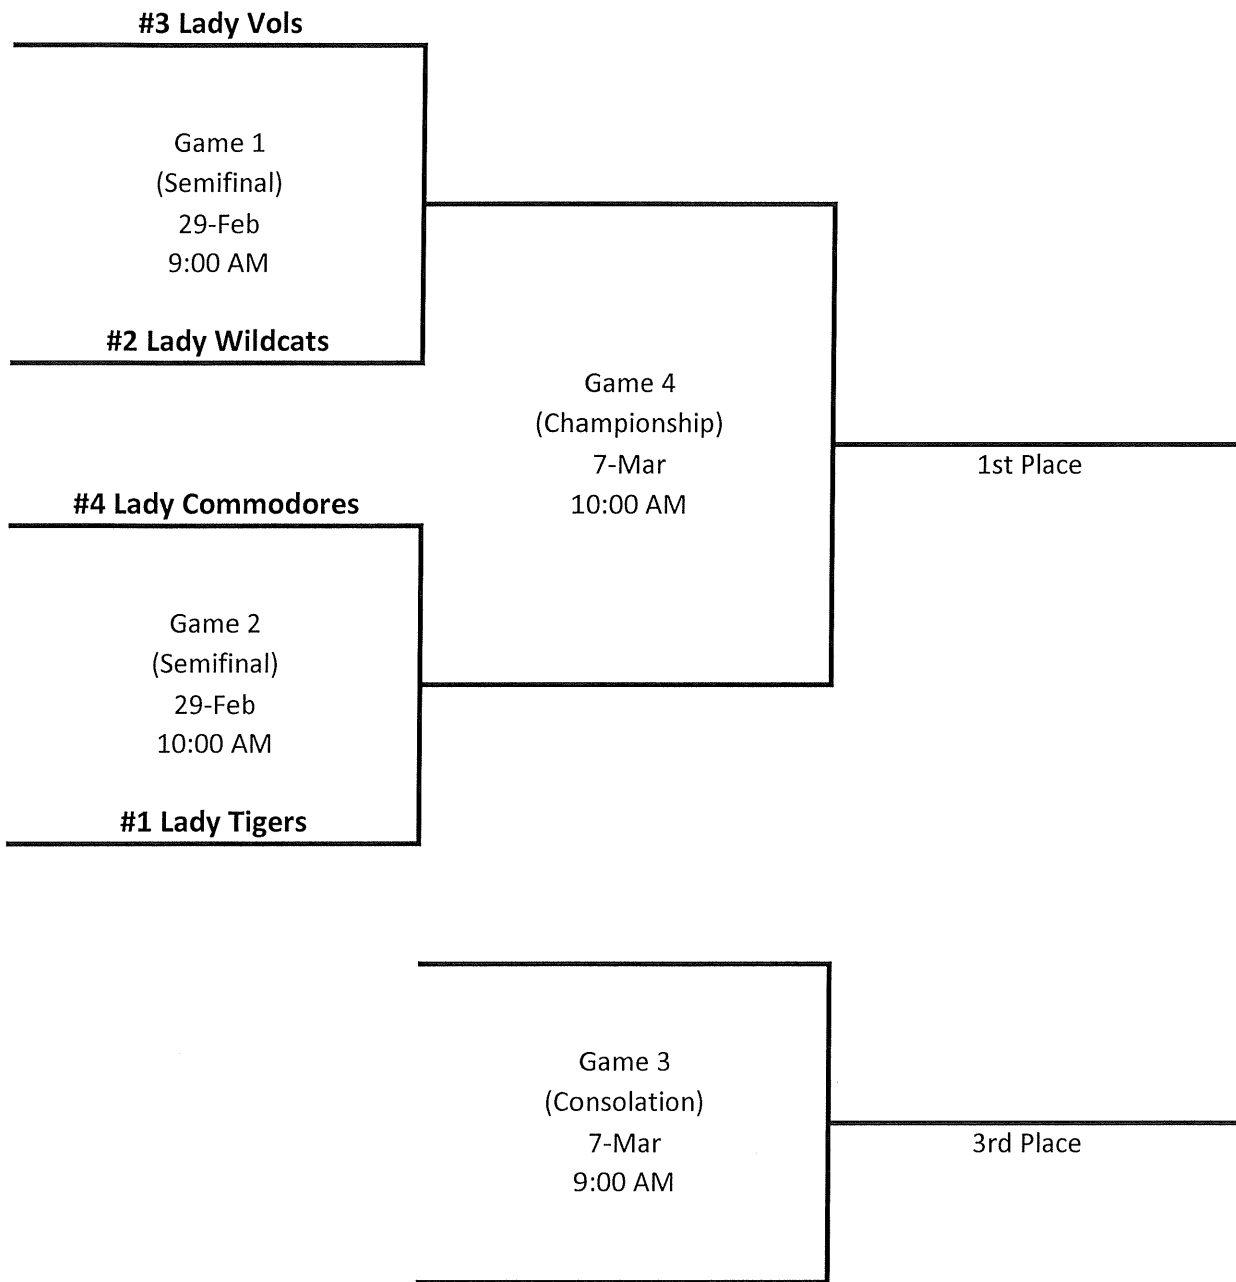 #3 Lady Vols
Game 1
(Semifinal)
29-Feb
9:00 AM
#2 Lady Wildcats
Game 4
(Championship)
7-Mar
10:00 AM
1st Place
#4 Lady Commodores
Game 2
(Semifinal)
29-Feb
10:00 AM
#1 Lady Tigers
Game 3
(Consolation)
7-Mar
9:00 AM
3rd Place